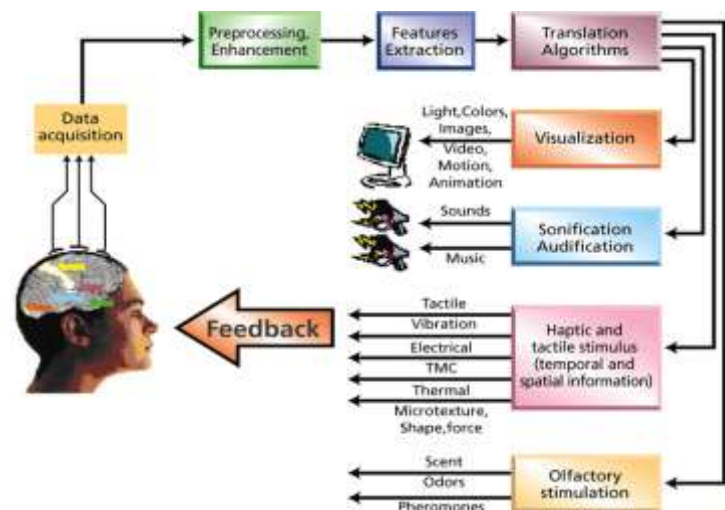 Preprocessing,
Enhancement
Features
Extraction
Translation
Algorithms
Data
acquisition
Light,Colors,
Images,
Video,
Motion,
Animation
Visualization
Sounds
Music
Sonification
Audification
Feedback
Tactile
Vibration
Electrical
TMC
Thermal
Microtexture,
Shape,force
Haptic and
tactile stimulus
(temporal and
spatial information)
Scent
Odors
Pheromones
Olfactory
stimulation